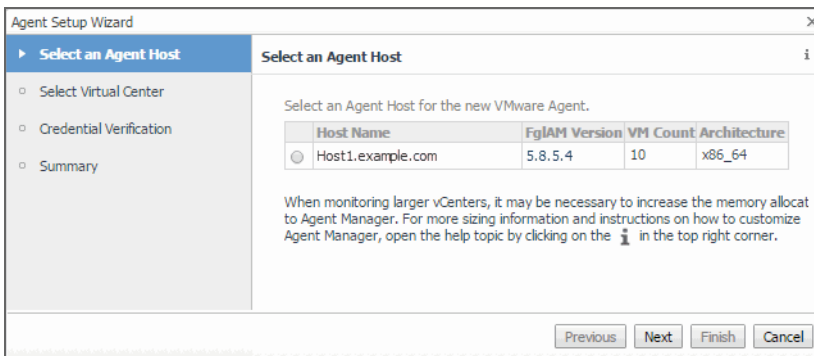 Agent Setup Wizard
Select an Agent Host
Select Virtual Center
Credential Verification
Summary
Select an Agent Host
Select an Agent Host for the new VMware Agent.
Host Name FglAM Version VM Count Architecture
Host1.example.com 5.8.5.4 10 x86_64
When monitoring larger vCenters, it may be necessary to increase the memory allocat
to Agent Manager. For more sizing information and instructions on how to customize
Agent Manager, open the help topic by clicking on the i in the top right corner.
Previous Next Finish Cancel